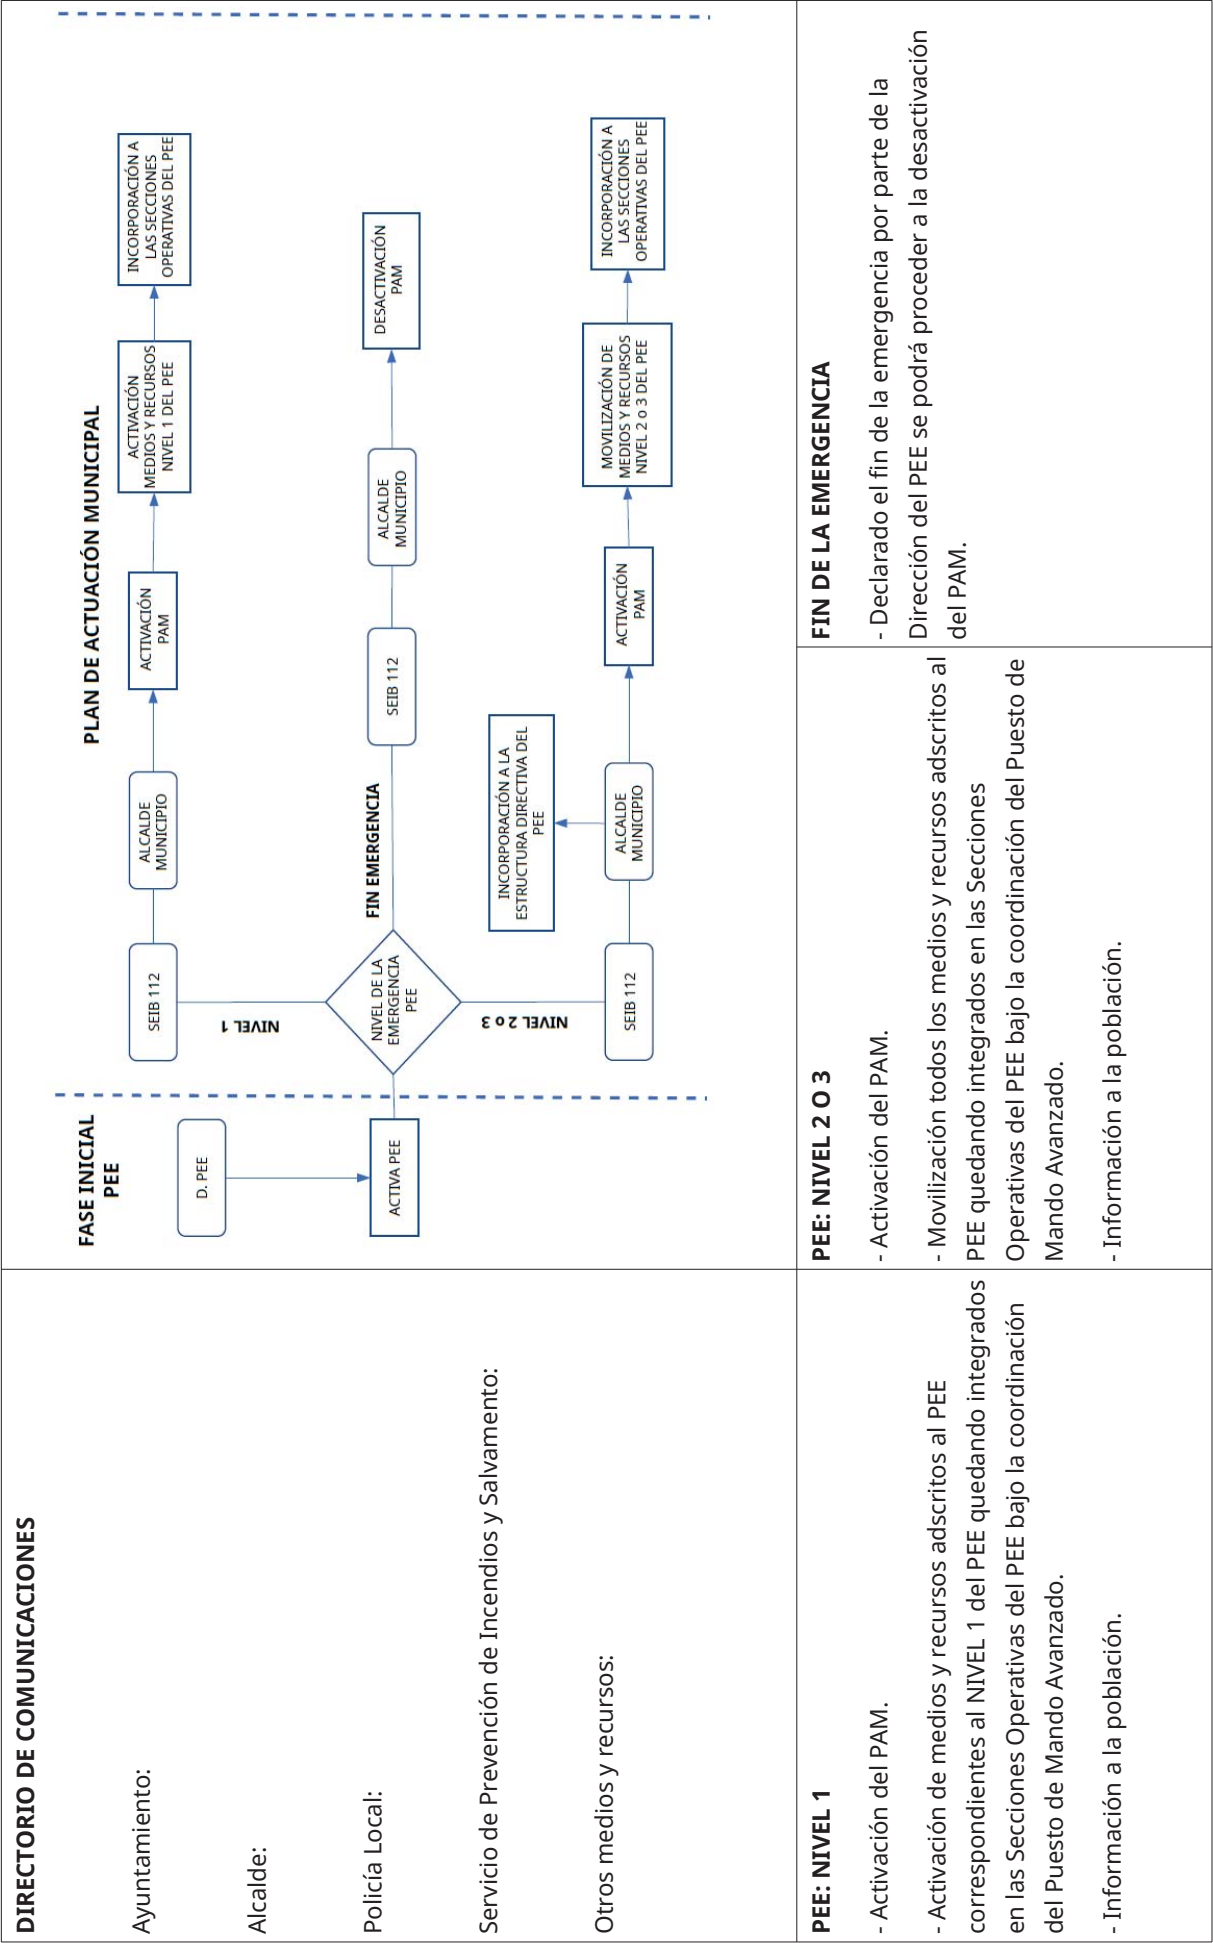 DIRECTORIO DE COMUNICACIONES
Ayuntamiento:
Alcalde:
Policía Local:
Servicio de Prevención de Incendios y Salvamento:
Otros medios y recursos:
FASE INICIAL
PEE
D. PEE
ACTIVA PEE
PLAN DE ACTUACIÓN MUNICIPAL
NIVEL DE LA
EMERGENCIA
PEE
NIVEL 1
SEIB 112
ALCALDE
MUNICIPIO
ACTIVACIÓN
PAM
ACTIVACIÓN
MEDIOS Y RECURSOS
NIVEL 1 DEL PEE
INCORPORACIÓN A
LAS SECCIONES
OPERATIVAS DEL PEE
FIN EMERGENCIA
SEIB 112
ALCALDE
MUNICIPIO
DESACTIVACIÓN
PAM
NIVEL 2 o 3
SEIB 112
ALCALDE
MUNICIPIO
INCORPORACIÓN A LA
ESTRUCTURA DIRECTIVA DEL
PEE
ACTIVACIÓN
PAM
MOVILIZACIÓN DE
MEDIOS Y RECURSOS
NIVEL 2 o 3 DEL PEE
INCORPORACIÓN A
LAS SECCIONES
OPERATIVAS DEL PEE
PEE: NIVEL 1
- Activación del PAM.
- Activación de medios y recursos adscritos al PEE
correspondientes al NIVEL 1 del PEE quedando integrados
en las Secciones Operativas del PEE bajo la coordinación
del Puesto de Mando Avanzado.
- Información a la población.
PEE: NIVEL 2 O 3
- Activación del PAM.
- Movilización todos los medios y recursos adscritos al
PEE quedando integrados en las Secciones
Operativas del PEE bajo la coordinación del Puesto de
Mando Avanzado.
- Información a la población.
FIN DE LA EMERGENCIA
- Declarado el fin de la emergencia por parte de la
Dirección del PEE se podrá proceder a la desactivación
del PAM.